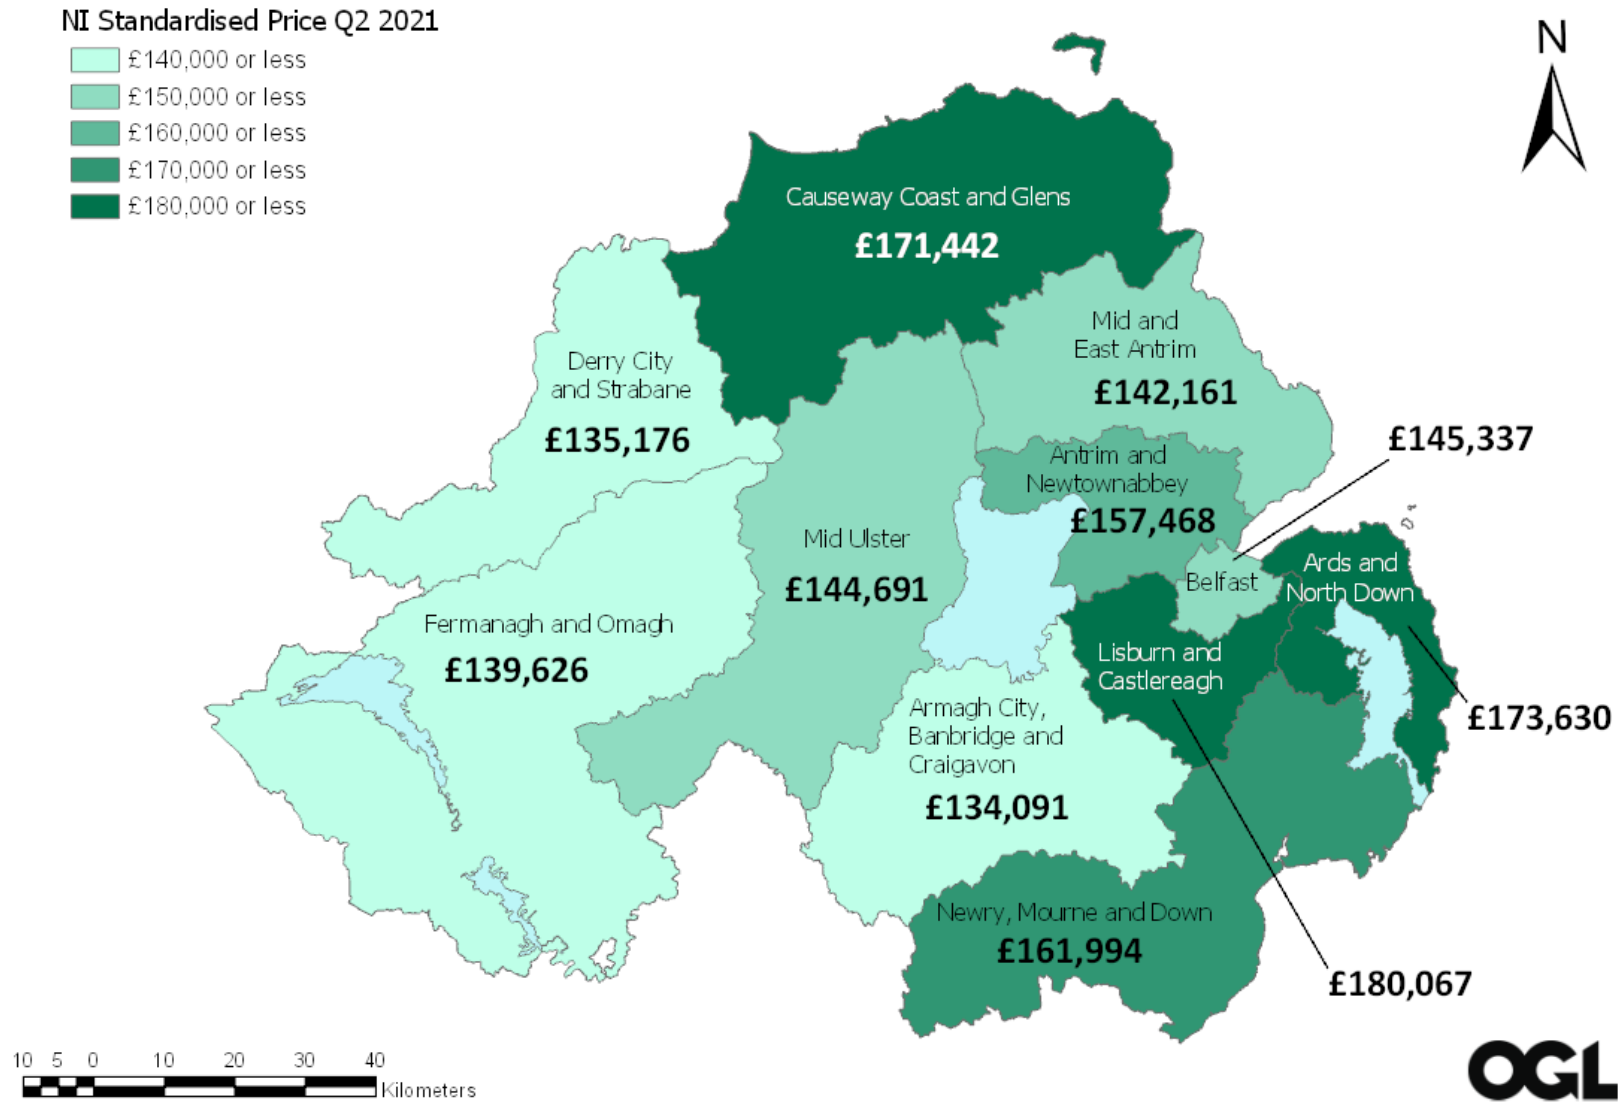 NI Standardised Price Q2 2021
£140,000 or less
£150,000 or less
£160,000 or less
£170,000 or less
£180,000 or less
N
Causeway Coast and Glens
£171,442
Mid and
East Antrim
£142,161
Derry City
and Strabane
£135,176
£145,337
Antrim and
Newtownabbey
£157,468
Mid Ulster
£144,691
Belfast
Ards and
North Down
Fermanagh and Omagh
£139,626
Lisburn and
Castlereagh
£173,630
Armagh City,
Banbridge and
Craigavon
£134,091
Newry, Mourne and Down
£161,994
£180,067
10 5 0 10 20 30 40
Kilometers
OGL